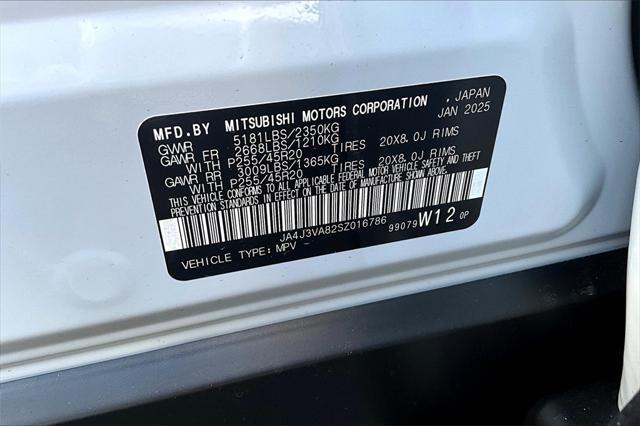 MFD.BY MITSUBISHI MOTORS CORPORATION , JAPAN
JAN 2025
GVWR 5181LBS/2350KG
GAWR FR 2668LBS/1210KG
WITH P255/45R20 TIRES 20X8.0J RIMS
GAWR RR 3009LBS/1365KG
WITH P255/45R20 TIRES 20X8.0J RIMS
THIS VEHICLE CONFORMS TO ALL APPLICABLE FEDERAL MOTOR VEHICLE SAFETY AND THEFT
PREVENTION STANDARDS IN EFFECT ON THE DATE OF MANUFACTURE SHOWN ABOVE.
JA4J3VA82SZ016786
99079 W12 0P
VEHICLE TYPE: MPV